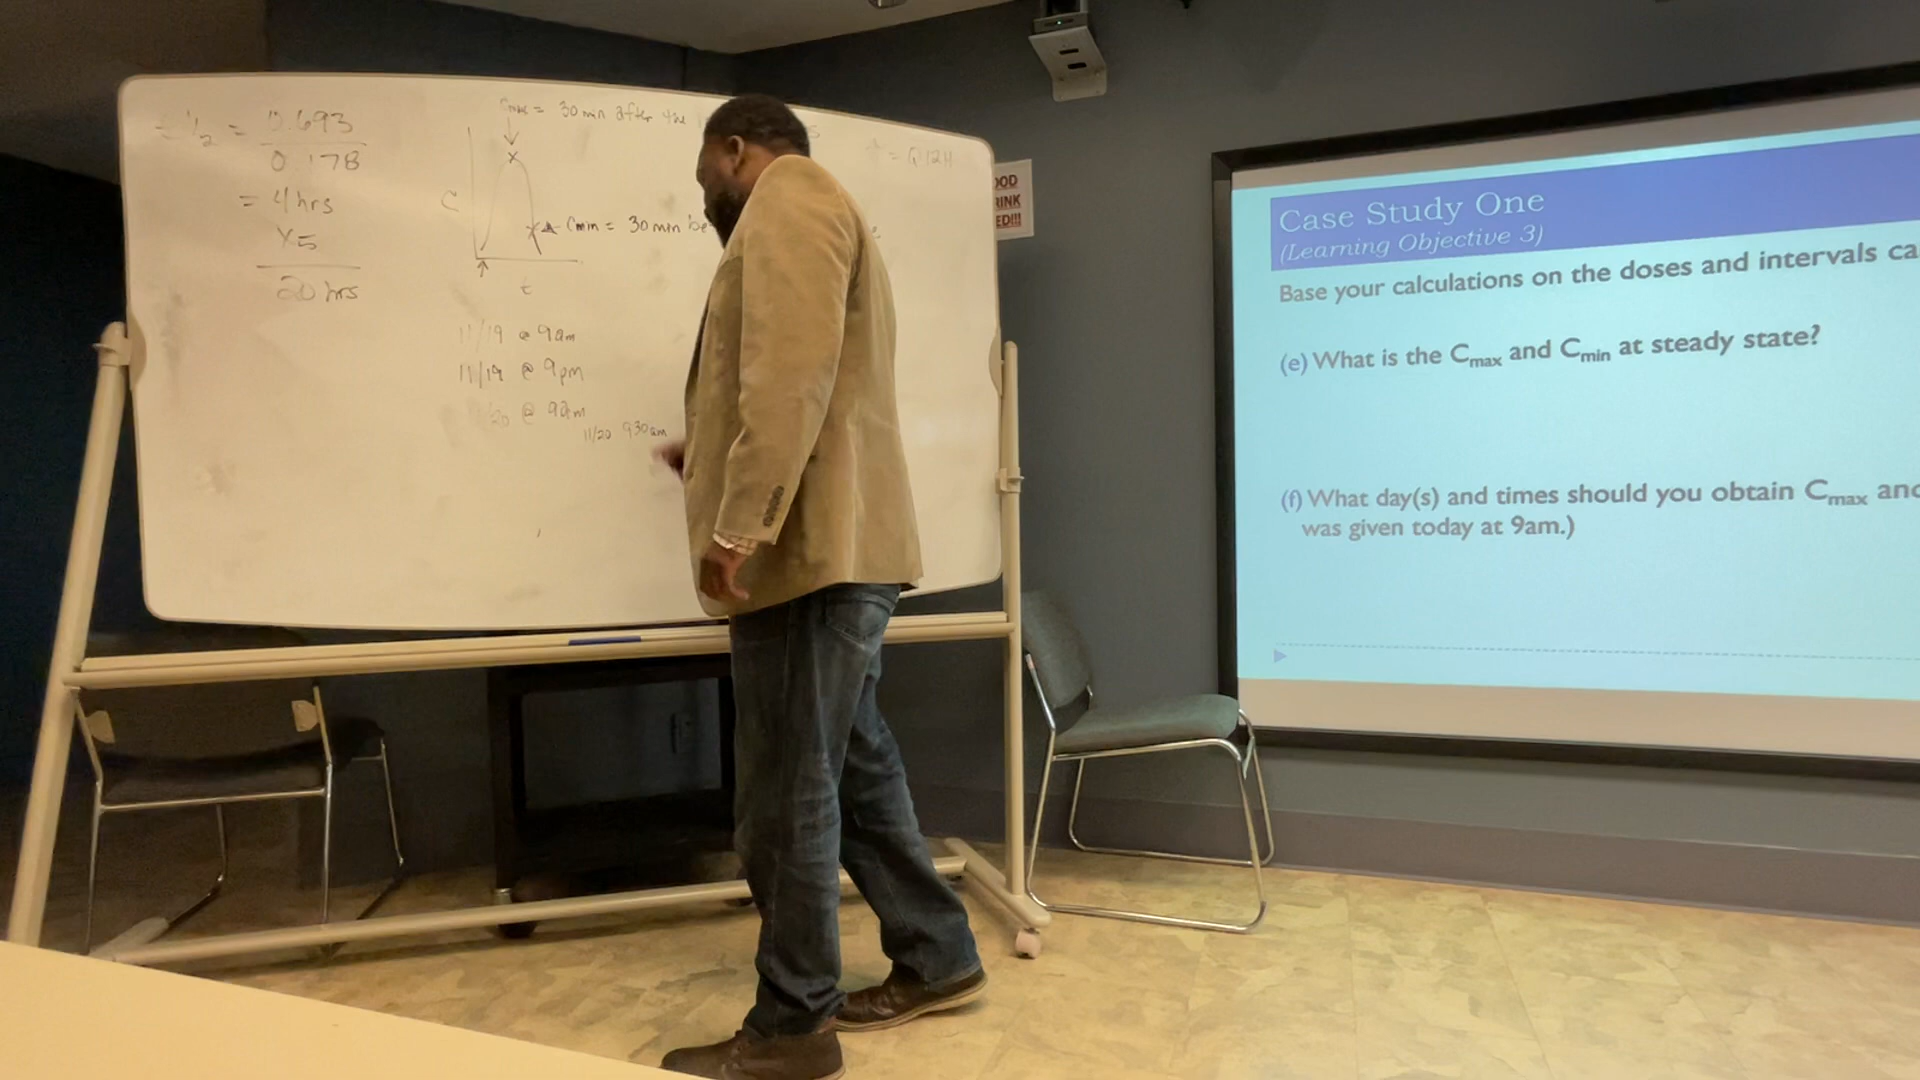 t ½ = 0.693
0.178
= 4 hrs
x5
20 hrs
Cmax = 30 min after the
C
Cmin = 30 min be
t
11/19 @ 9am
11/19 @ 9pm
11/20 @ 9am
11/20 930am
= Q12H
OOD
RINK
ED!!!
Case Study One
(Learning Objective 3)
Base your calculations on the doses and intervals ca
(e) What is the Cmax and Cmin at steady state?
(f) What day(s) and times should you obtain Cmax and
was given today at 9am.)